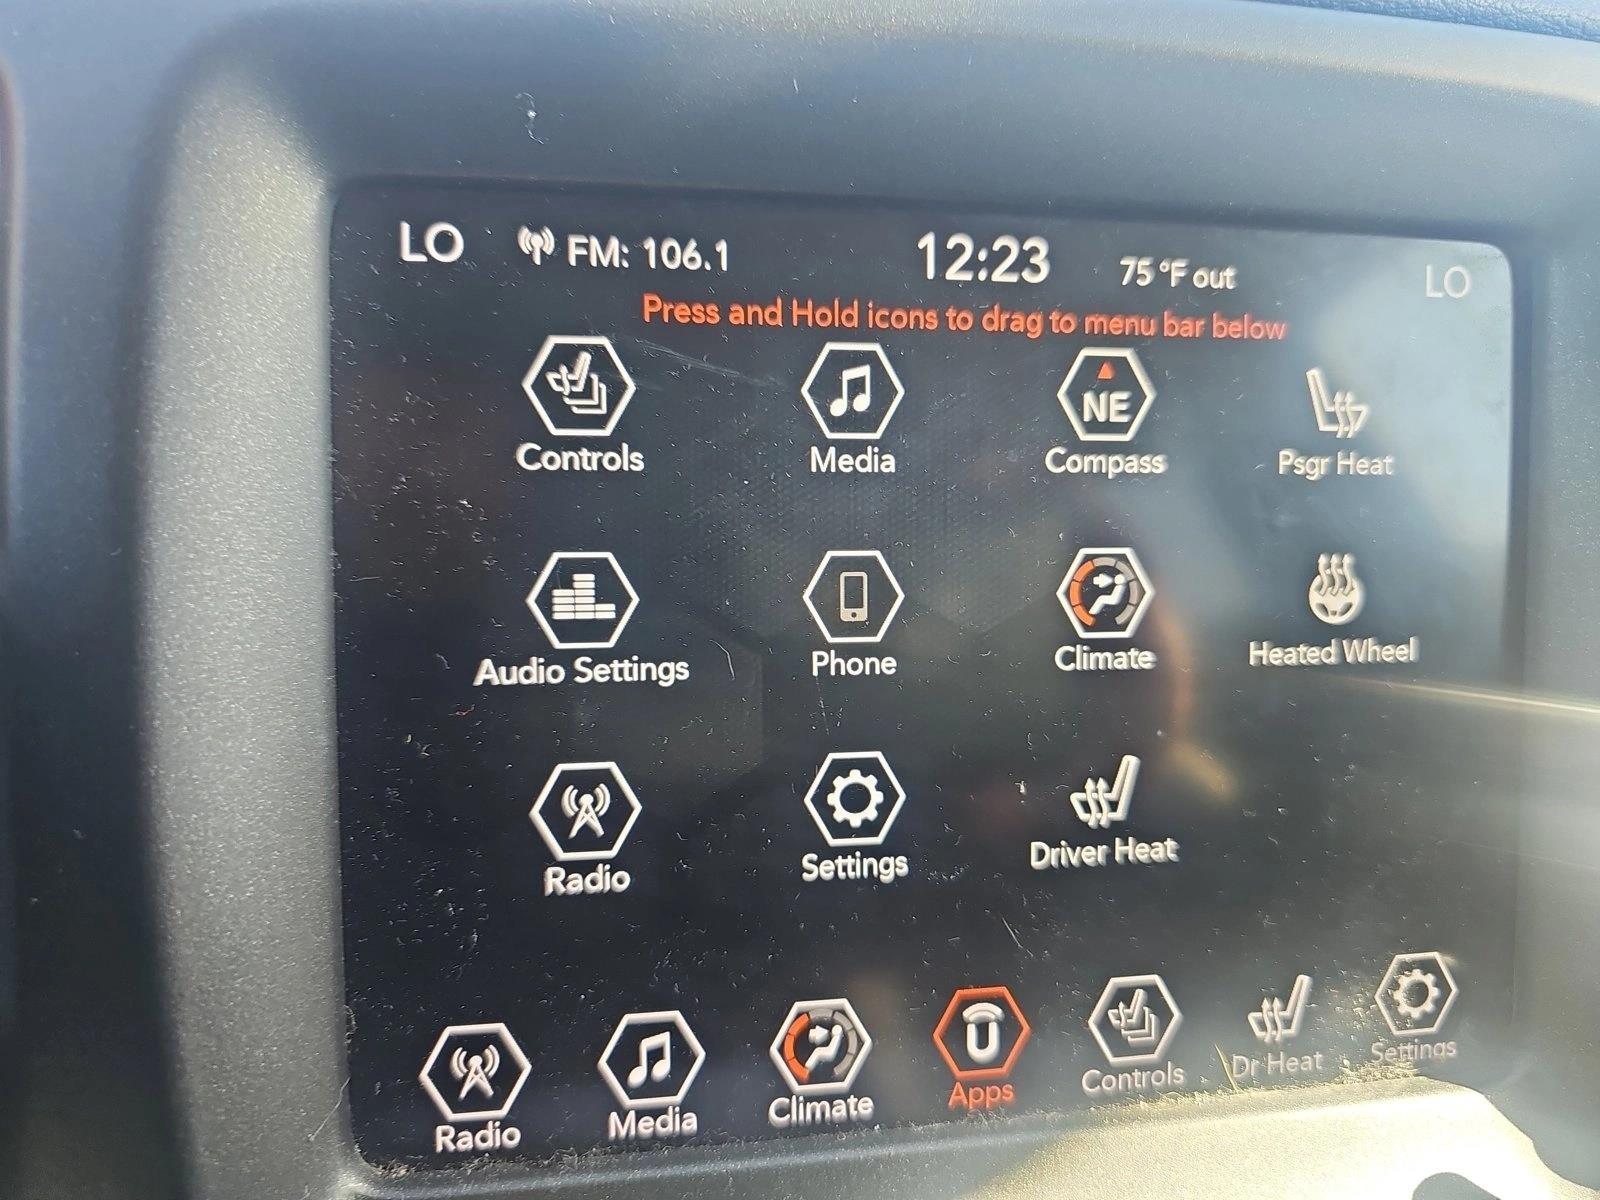 LO FM: 106.1 12:23 75 °F out LO
Press and Hold icons to drag to menu bar below
NE
Controls Media Compass Psgr Heat
Audio Settings Phone Climate Heated Wheel
Radio Settings Driver Heat
U
Radio Media Climate Apps Controls Dr Heat Settings